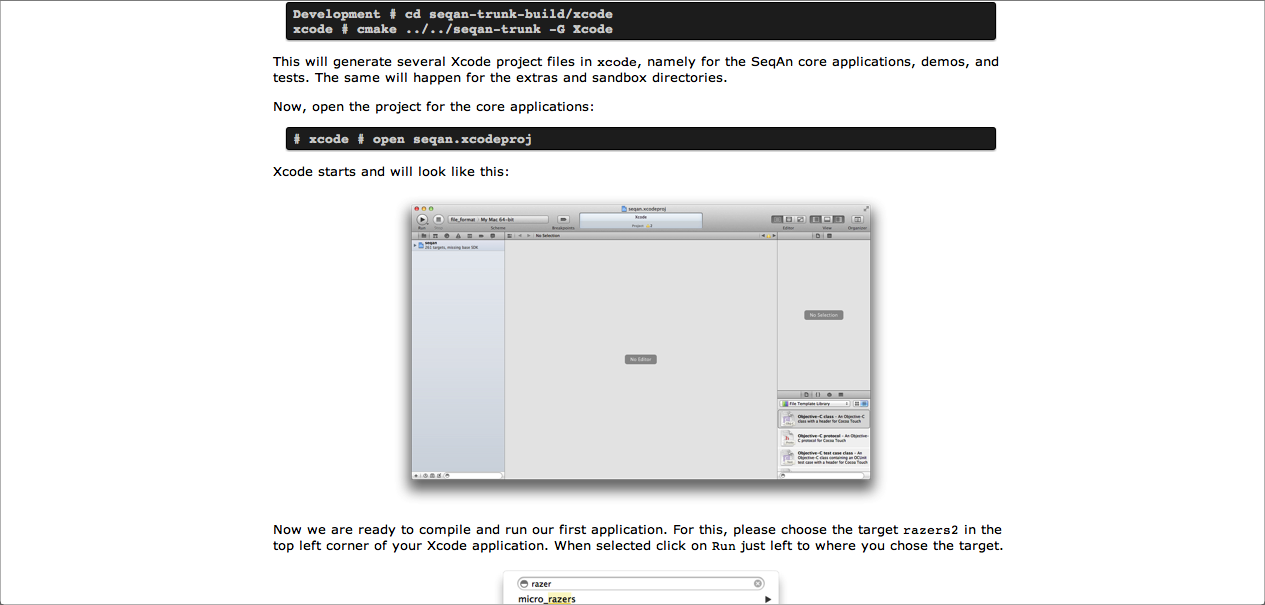 Development # cd seqan-trunk-build/xcode
xcode # cmake ../../seqan-trunk -G Xcode
This will generate several Xcode project files in xcode, namely for the SeqAn core applications, demos, and
tests. The same will happen for the extras and sandbox directories.
Now, open the project for the core applications:
# xcode # open seqan.xcodeproj
Xcode starts and will look like this:
seqan.xcodeproj
file_format My Mac 64-bit
Xcode
Project 2
Run
Scheme
Breakpoints
Editor
View
Organizer
No Selection
seqan
281 targets, missing base SDK
No Selection
No Editor
File Template Library
Objective-C class - An Objective-C
class with a header for Cocoa Touch
Objective-C protocol - An Objective-
C protocol for Cocoa Touch
Objective-C test case class - An
Objective-C class containing an OCUnit
test case with a header for Cocoa Touch
Now we are ready to compile and run our first application. For this, please choose the target razers2 in the
top left corner of your Xcode application. When selected click on Run just left to where you chose the target.
razer
micro_razers